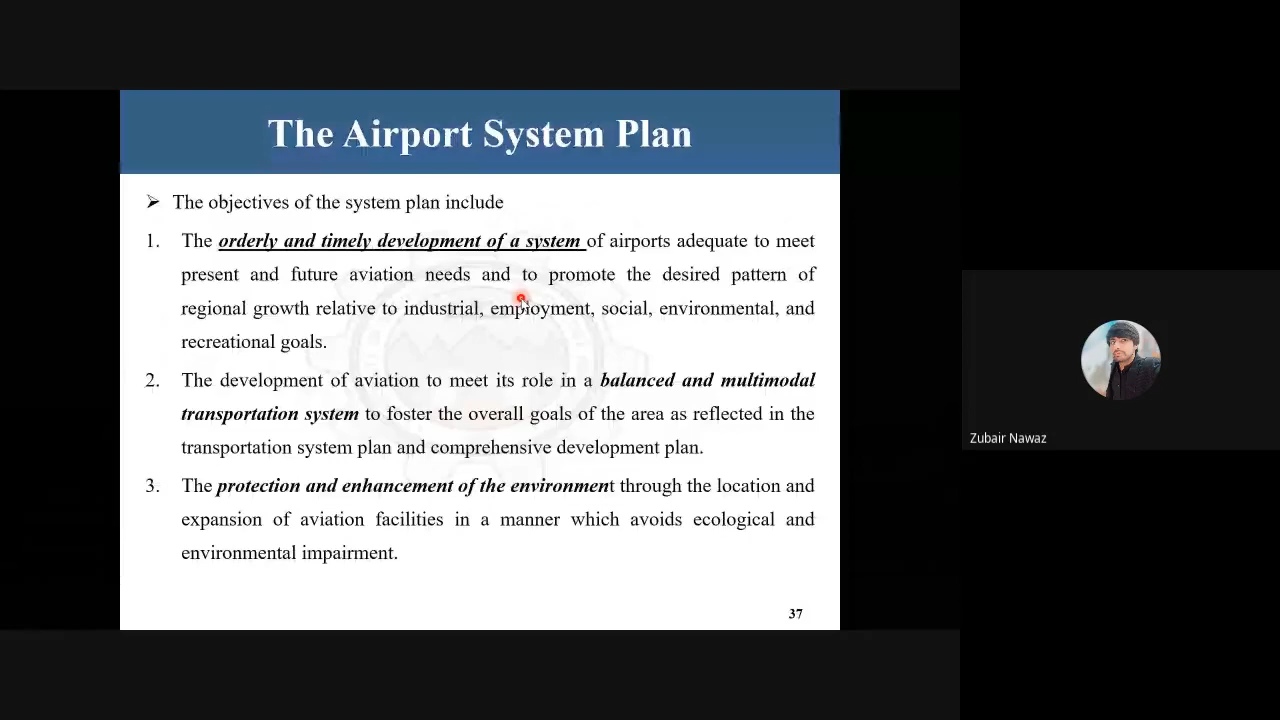 The Airport System Plan
➢ The objectives of the system plan include
1. The orderly and timely development of a system of airports adequate to meet
present and future aviation needs and to promote the desired pattern of
regional growth relative to industrial, employment, social, environmental, and
recreational goals.
2. The development of aviation to meet its role in a balanced and multimodal
transportation system to foster the overall goals of the area as reflected in the
transportation system plan and comprehensive development plan.
3. The protection and enhancement of the environment through the location and
expansion of aviation facilities in a manner which avoids ecological and
environmental impairment.
37
Zubair Nawaz